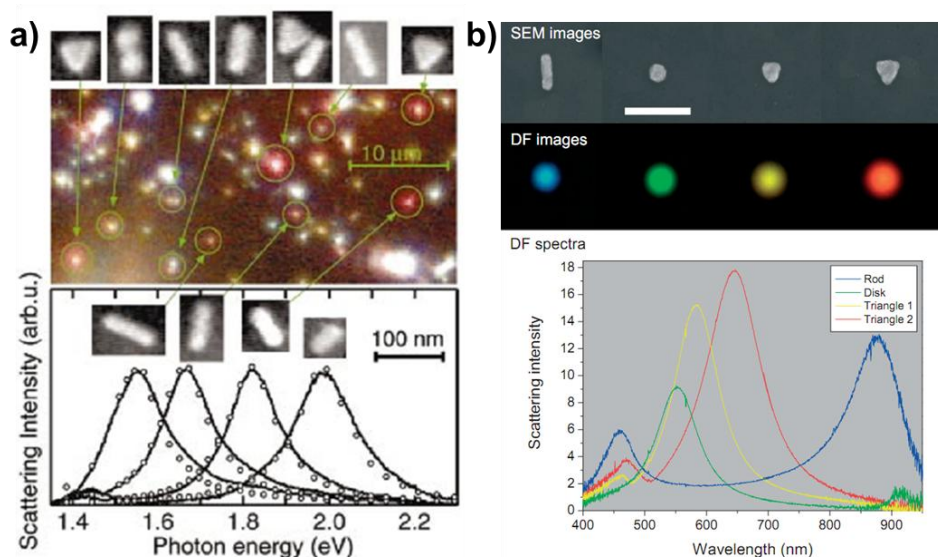 a)
10 µm
100 nm
Scattering Intensity (arb.u.)
1.4 1.6 1.8 2.0 2.2
Photon energy (eV)
b)
SEM images
DF images
DF spectra
Scattering intensity
18
16
14
12
10
8
6
4
2
0
Rod
Disk
Triangle 1
Triangle 2
400 500 600 700 800 900
Wavelength (nm)